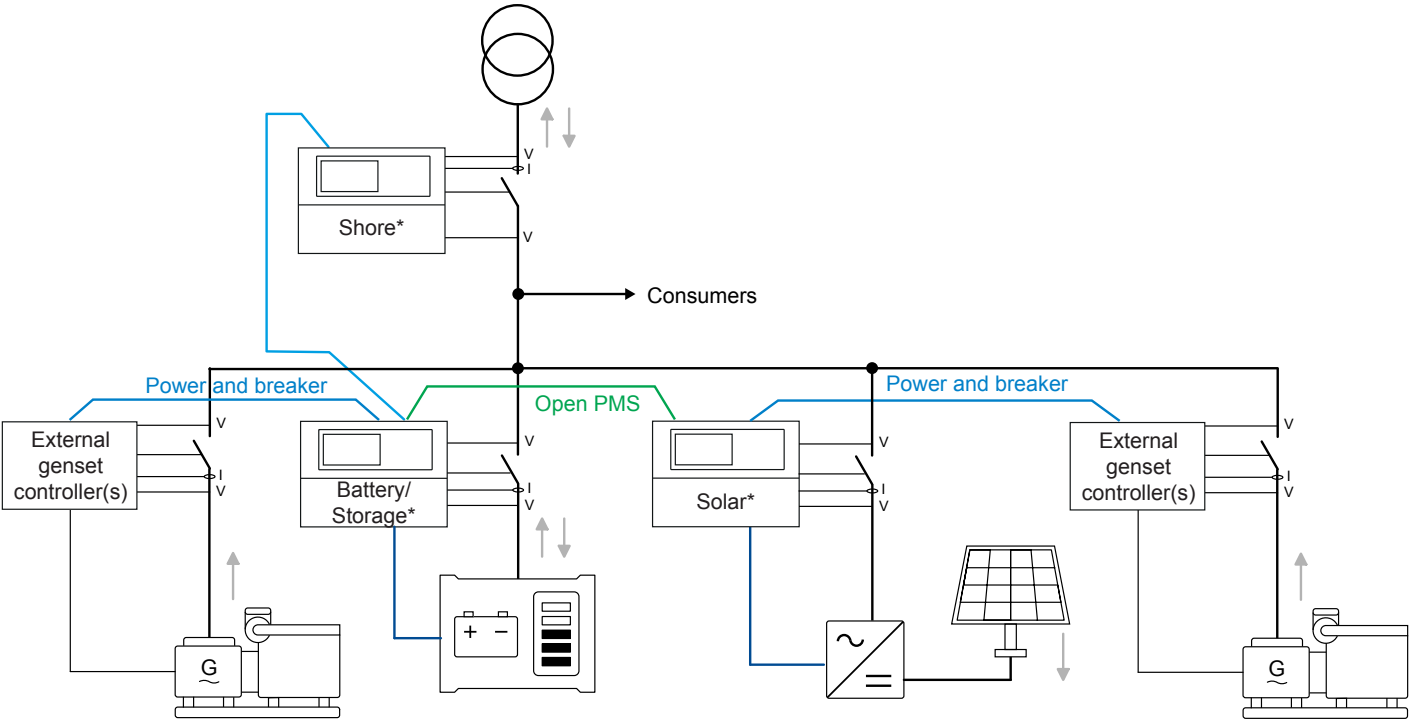 V
I
Shore*
V
Consumers
Power and breaker
Open PMS
Power and breaker
External
genset
controller(s)
V
I
V
Battery/
Storage*
V
I
V
Solar*
V
I
V
External
genset
controller(s)
V
I
V
+ −
G
~
~
=
G
~